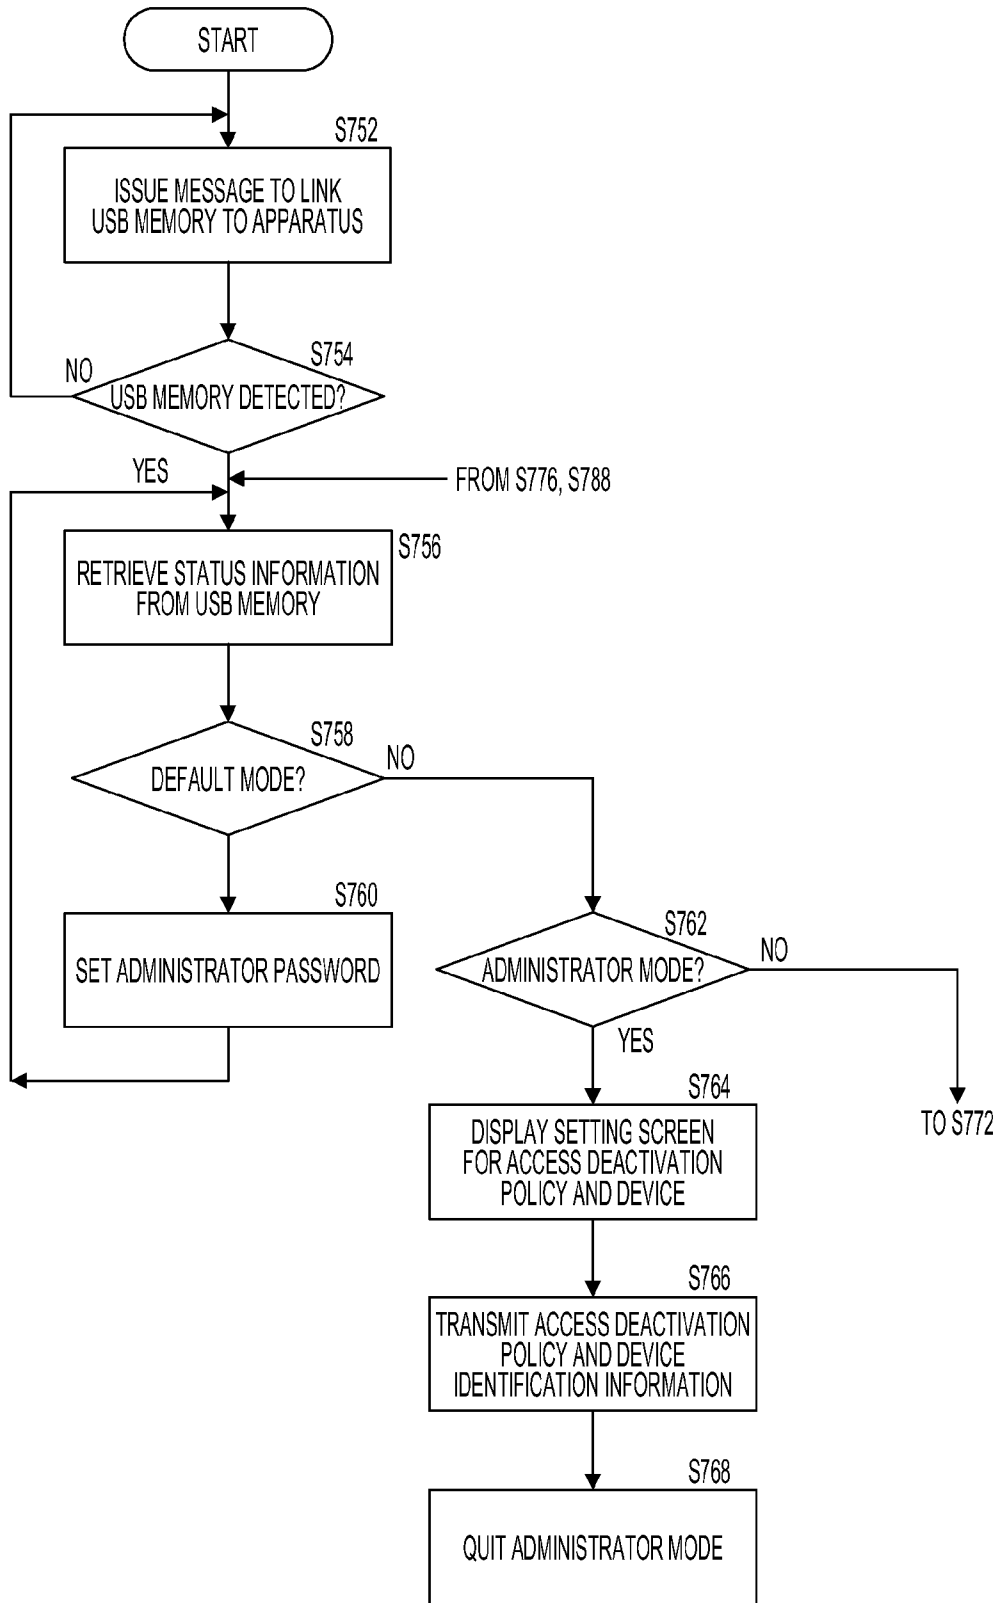 START
S752
ISSUE MESSAGE TO LINK
USB MEMORY TO APPARATUS
S754
NO
USB MEMORY DETECTED?
YES
FROM S776, S788
S756
RETRIEVE STATUS INFORMATION
FROM USB MEMORY
S758
NO
DEFAULT MODE?
S760
SET ADMINISTRATOR PASSWORD
S762
NO
ADMINISTRATOR MODE?
YES
S764
TO S772
DISPLAY SETTING SCREEN
FOR ACCESS DEACTIVATION
POLICY AND DEVICE
S766
TRANSMIT ACCESS DEACTIVATION
POLICY AND DEVICE
IDENTIFICATION INFORMATION
S768
QUIT ADMINISTRATOR MODE